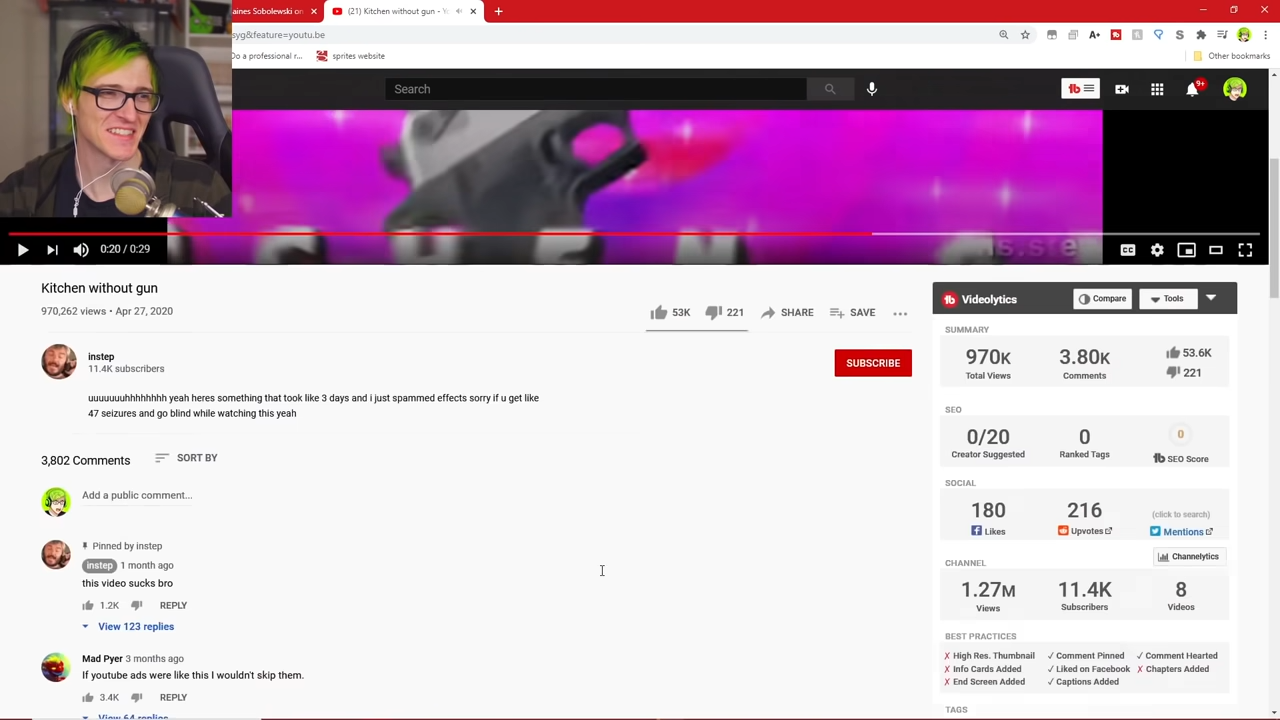 aines Sobolewski on
(21) Kitchen without gun - Yo
syg&feature=youtu.be
Do a professional r...
sprites website
Other bookmarks
Search
9+
0:20 / 0:29
CC
Kitchen without gun
970,262 views • Apr 27, 2020
53K
221
SHARE
SAVE
instep
11.4K subscribers
SUBSCRIBE
uuuuuuuhhhhhhhh yeah heres something that took like 3 days and i just spammed effects sorry if u get like
47 seizures and go blind while watching this yeah
3,802 Comments
SORT BY
Add a public comment...
Pinned by instep
instep 1 month ago
this video sucks bro
1.2K REPLY
View 123 replies
Mad Pyer 3 months ago
If youtube ads were like this I wouldn't skip them.
3.4K REPLY
View 64 replies
Videolytics
Compare
Tools
SUMMARY
970K
Total Views
3.80K
Comments
53.6K
221
SEO
0/20
Creator Suggested
0
Ranked Tags
0
SEO Score
SOCIAL
180
Likes
216
Upvotes
(click to search)
Mentions
Channelytics
CHANNEL
1.27M
Views
11.4K
Subscribers
8
Videos
BEST PRACTICES
✗ High Res. Thumbnail
✓ Comment Pinned
✓ Comment Hearted
✗ Info Cards Added
✓ Liked on Facebook
✗ Chapters Added
✗ End Screen Added
✓ Captions Added
TAGS